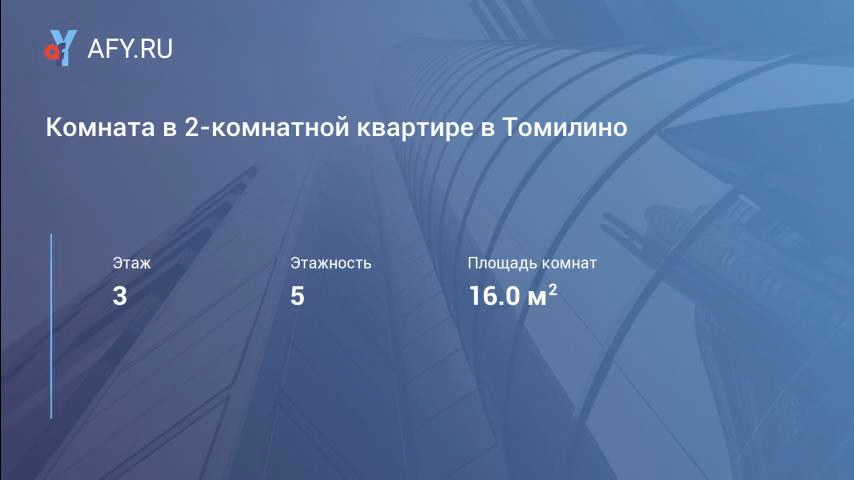 AFY.RU
Комната в 2-комнатной квартире в Томилино
Этаж Этажность Площадь комнат
3 5 16.0 м²